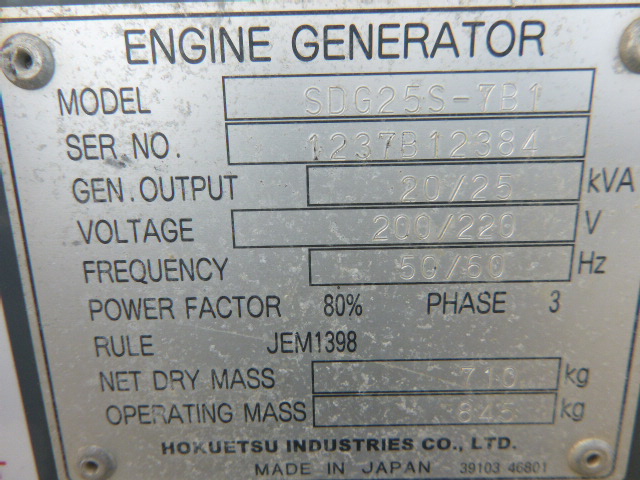 ENGINE GENERATOR
MODEL SDG25S-7B1
SER. NO. 1237B12384
GEN. OUTPUT 20/25 kVA
VOLTAGE 200/220 V
FREQUENCY 50/60 Hz
POWER FACTOR 80% PHASE 3
RULE JEM1398
NET DRY MASS 710 kg
OPERATING MASS 845 kg
HOKUETSU INDUSTRIES CO., LTD.
MADE IN JAPAN 39103 46801